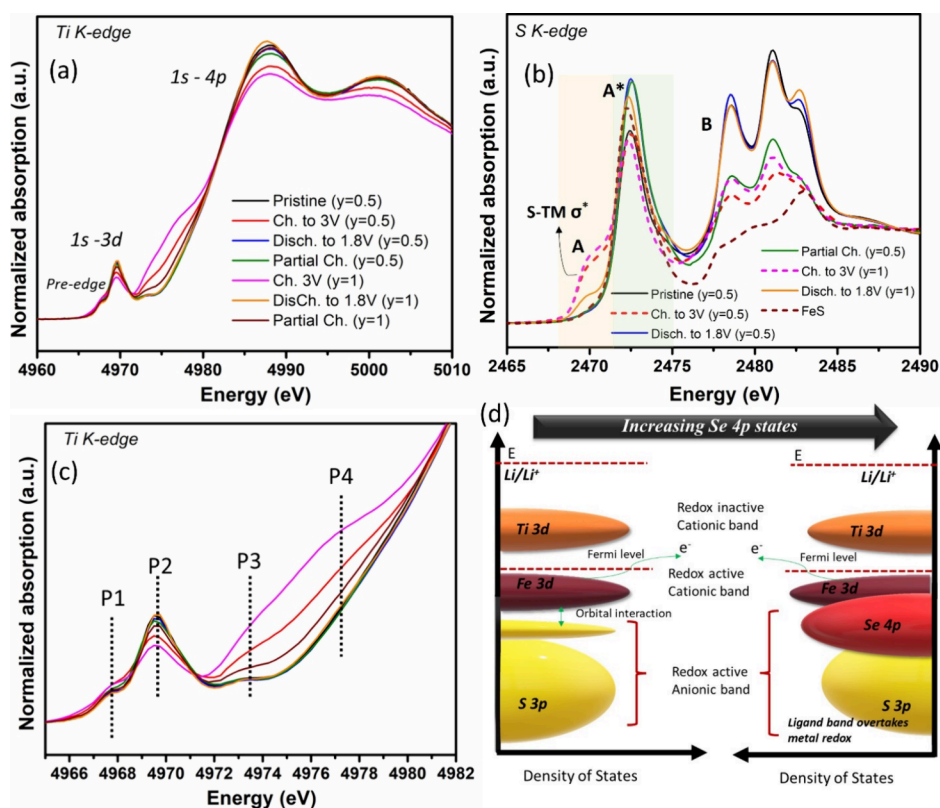 Ti K-edge
(a)
1s - 4p
1s -3d
Pre-edge
Pristine (y=0.5)
Ch. to 3V (y=0.5)
Disch. to 1.8V (y=0.5)
Partial Ch. (y=0.5)
Ch. 3V (y=1)
DisCh. to 1.8V (y=1)
Partial Ch. (y=1)
Normalized absorption (a.u.)
4960 4970 4980 4990 5000 5010
Energy (eV)
S K-edge
(b)
A*
B
S-TM σ*
A
Pristine (y=0.5)
Ch. to 3V (y=0.5)
Disch. to 1.8V (y=0.5)
Partial Ch. (y=0.5)
Ch. to 3V (y=1)
Disch. to 1.8V (y=1)
FeS
Normalized absorption (a.u.)
2465 2470 2475 2480 2485 2490
Energy (eV)
Ti K-edge
(c)
P1
P2
P3
P4
Normalized absorption (a.u.)
4966 4968 4970 4972 4974 4976 4978 4980 4982
Energy (eV)
(d)
Increasing Se 4p states
E
Li/Li+
Ti 3d
Fermi level
Fe 3d
Orbital interaction
S 3p
Density of States
Redox inactive
Cationic band
e-
e-
Redox active
Cationic band
Redox active
Anionic band
E
Li/Li+
Ti 3d
Fermi level
Fe 3d
Se 4p
S 3p
Ligand band overtakes
metal redox
Density of States